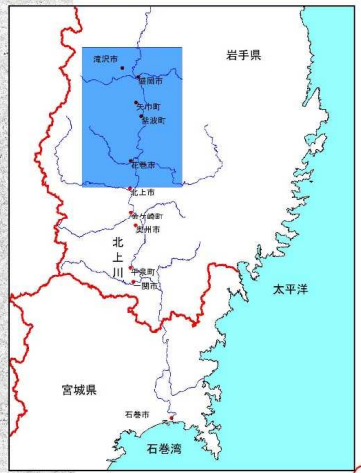 岩手県
滝沢市
盛岡市
矢巾町
紫波町
花巻市
北上市
金ケ崎町
奥州市
北上川
平泉町
一関市
太平洋
宮城県
石巻市
石巻湾